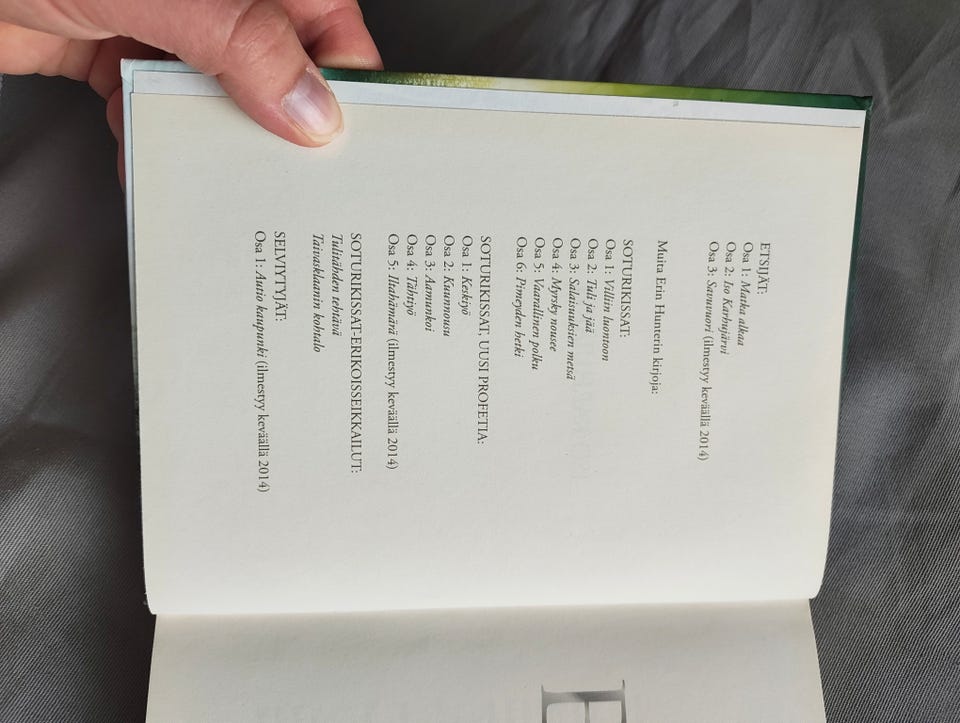 ETSIJÄT:
Osa 1: Matka alkaa
Osa 2: Iso Karhujärvi
Osa 3: Savuvuori (ilmestyy keväällä 2014)
Muita Erin Hunterin kirjoja:
SOTURIKISSAT:
Osa 1: Villiin luontoon
Osa 2: Tuli ja jää
Osa 3: Salaisuuksien metsä
Osa 4: Myrsky nousee
Osa 5: Vaarallinen polku
Osa 6: Pimeyden hetki
SOTURIKISSAT, UUSI PROFETIA:
Osa 1: Keskiyö
Osa 2: Kuunnousu
Osa 3: Aamunkoi
Osa 4: Tähtiyö
Osa 5: Iltahämärä (ilmestyy keväällä 2014)
SOTURIKISSAT-ERIKOISSEIKKAILUT:
Tulitähden tehtävä
Taivasklaanin kohtalo
SELVIYTYJÄT:
Osa 1: Autio kaupunki (ilmestyy keväällä 2014)